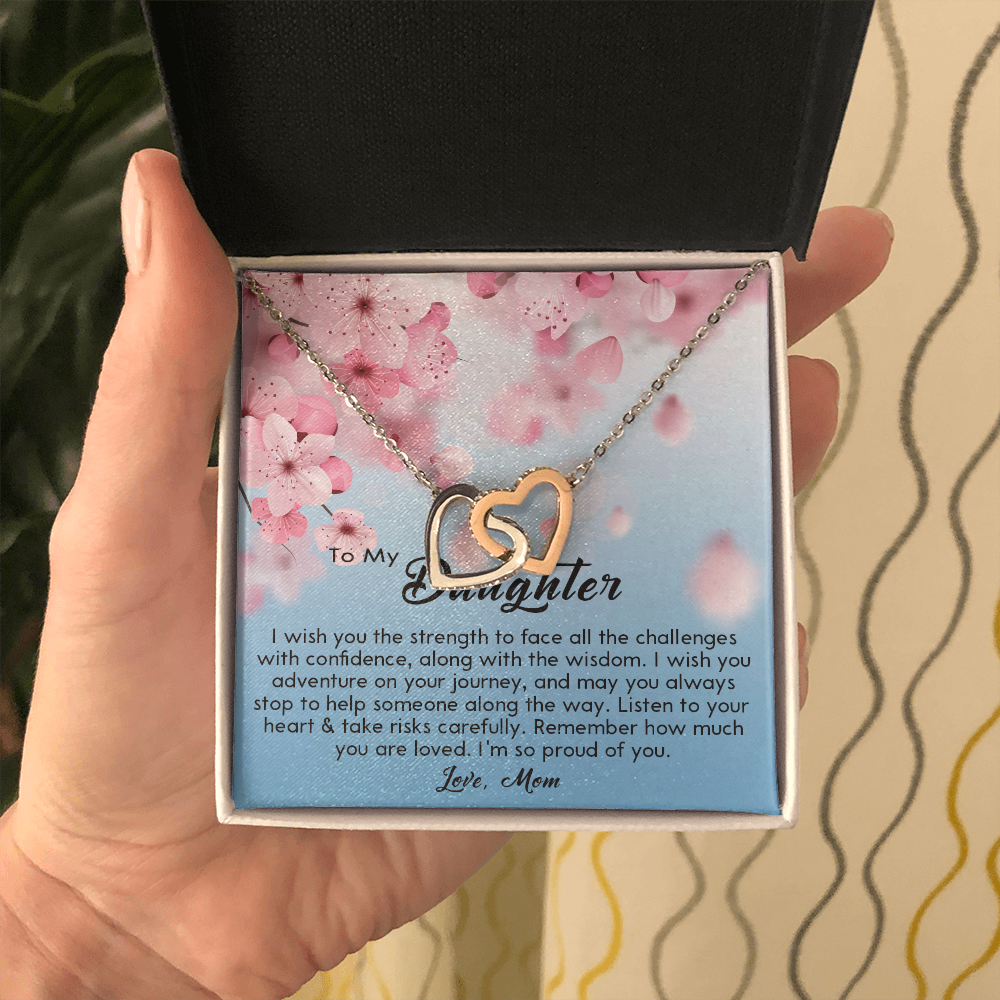 To My
Daughter
I wish you the strength to face all the challenges
with confidence, along with the wisdom. I wish you
adventure on your journey, and may you always
stop to help someone along the way. Listen to your
heart & take risks carefully. Remember how much
you are loved. I'm so proud of you.
Love, Mom